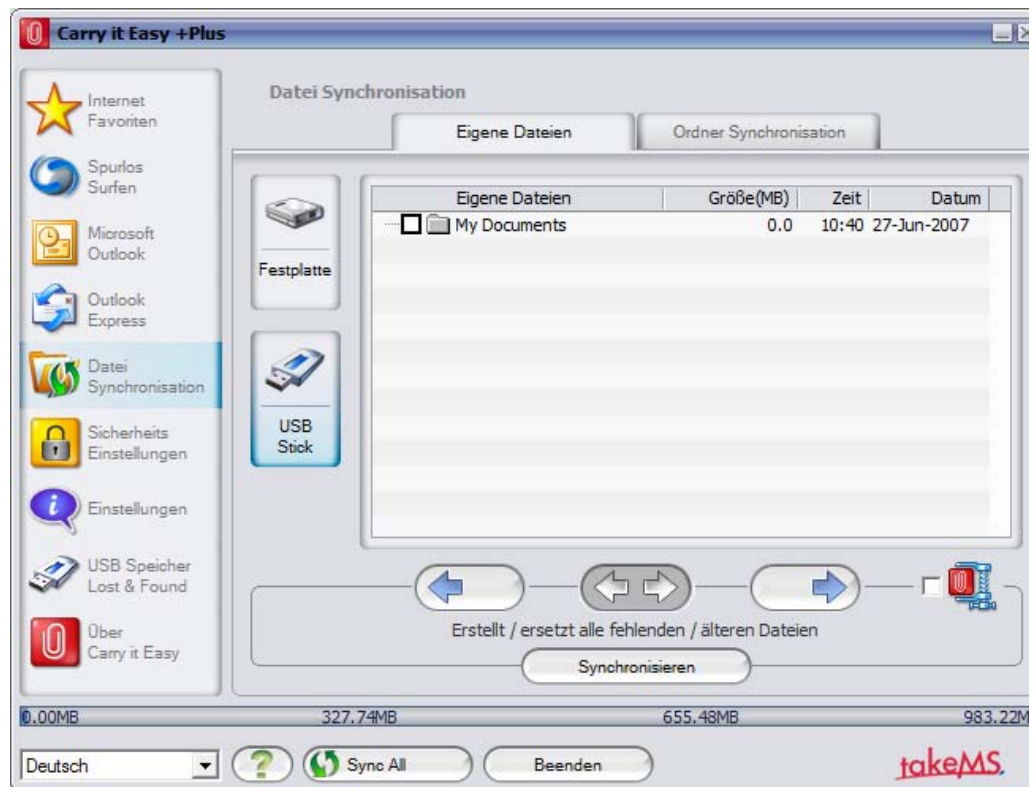 Carry it Easy +Plus
Internet
Favoriten
Spurlos
Surfen
Microsoft
Outlook
Outlook
Express
Datei
Synchronisation
Sicherheits
Einstellungen
Einstellungen
USB Speicher
Lost & Found
Über
Carry it Easy
Datei Synchronisation
Eigene Dateien
Ordner Synchronisation
Festplatte
USB
Stick
Eigene Dateien Größe(MB) Zeit Datum
My Documents 0.0 10:40 27-Jun-2007
Erstellt / ersetzt alle fehlenden / älteren Dateien
Synchronisieren
0.00MB 327.74MB 655.48MB 983.22M
Deutsch
?
Sync All
Beenden
takeMS